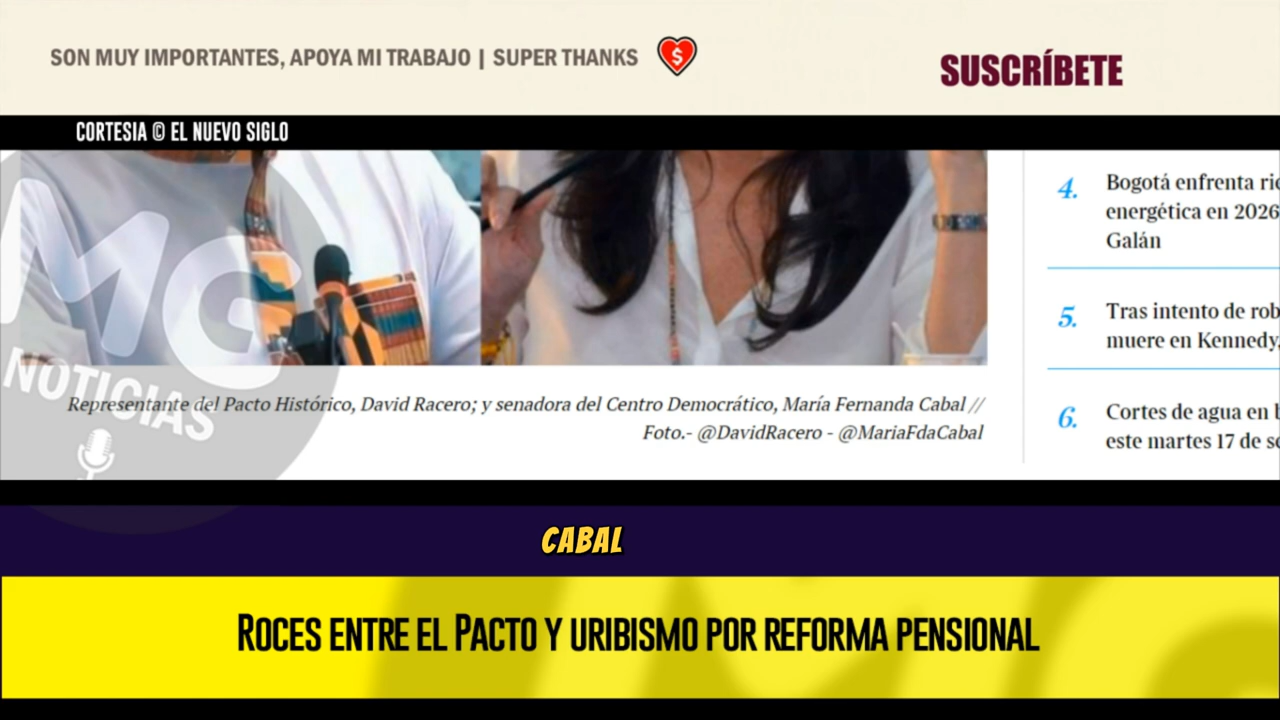 SON MUY IMPORTANTES, APOYA MI TRABAJO | SUPER THANKS
$
SUSCRÍBETE
CORTESIA © EL NUEVO SIGLO
MG
NOTICIAS
Representante del Pacto Histórico, David Racero; y senadora del Centro Democrático, María Fernanda Cabal //
Foto.- @DavidRacero - @MariaFdaCabal
4. Bogotá enfrenta
energética en 2026
Galán
5. Tras intento de
muere en Kennedy,
6. Cortes de agua en
este martes 17 de
CABAL
ROCES ENTRE EL PACTO Y URIBISMO POR REFORMA PENSIONAL